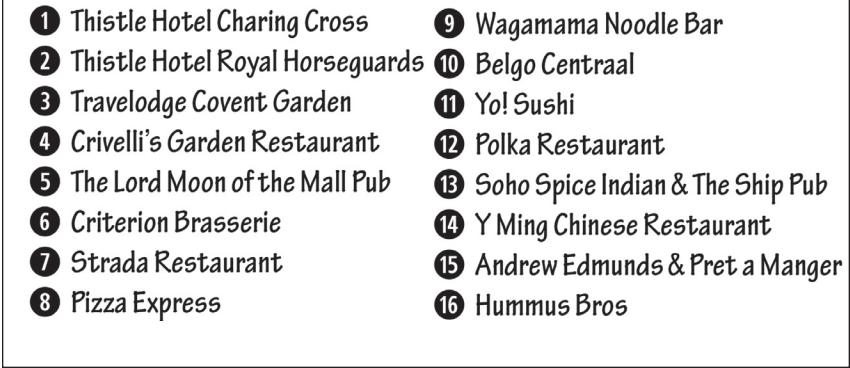 1 Thistle Hotel Charing Cross
2 Thistle Hotel Royal Horseguards
3 Travelodge Covent Garden
4 Crivelli's Garden Restaurant
5 The Lord Moon of the Mall Pub
6 Criterion Brasserie
7 Strada Restaurant
8 Pizza Express
9 Wagamama Noodle Bar
10 Belgo Centraal
11 Yo! Sushi
12 Polka Restaurant
13 Soho Spice Indian & The Ship Pub
14 Y Ming Chinese Restaurant
15 Andrew Edmunds & Pret a Manger
16 Hummus Bros